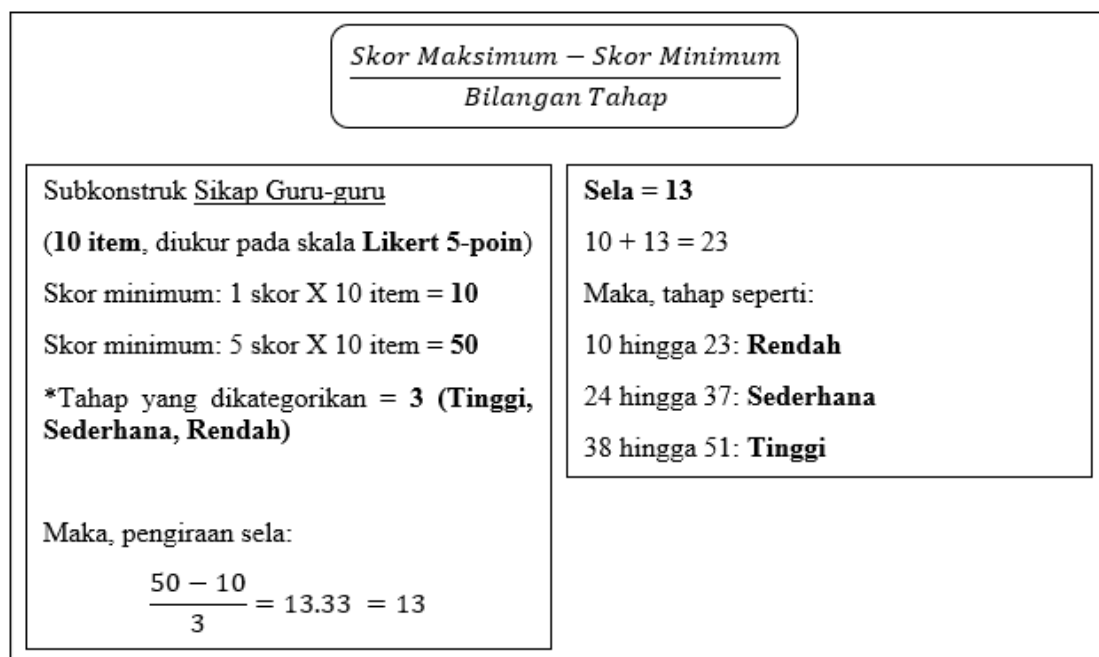 Skor Maksimum − Skor Minimum
Bilangan Tahap
Subkonstruk Sikap Guru-guru
(10 item, diukur pada skala Likert 5-poin)
Skor minimum: 1 skor X 10 item = 10
Skor minimum: 5 skor X 10 item = 50
*Tahap yang dikategorikan = 3 (Tinggi,
Sederhana, Rendah)
Maka, pengiraan sela:
50 − 10
3
= 13.33 = 13
Sela = 13
10 + 13 = 23
Maka, tahap seperti:
10 hingga 23: Rendah
24 hingga 37: Sederhana
38 hingga 51: Tinggi